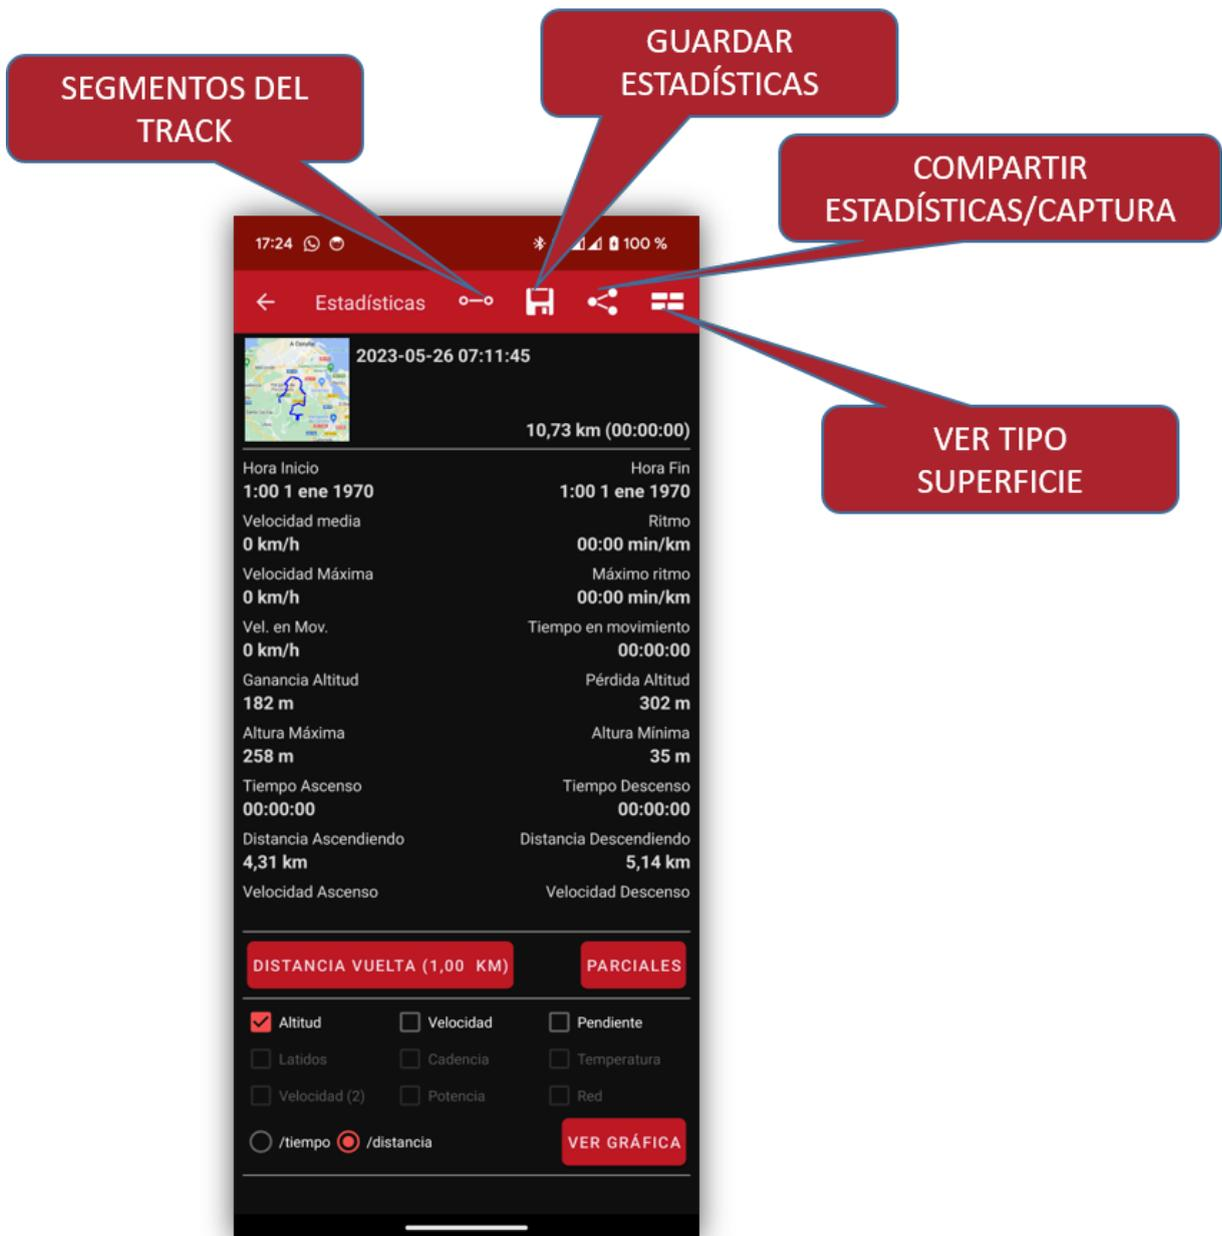 GUARDAR
ESTADÍSTICAS
SEGMENTOS DEL
TRACK
COMPARTIR
ESTADÍSTICAS/CAPTURA
17:24 100 %
Estadísticas
2023-05-26 07:11:45
10,73 km (00:00:00)
VER TIPO
SUPERFICIE
Hora Inicio Hora Fin
1:00 1 ene 1970 1:00 1 ene 1970
Velocidad media Ritmo
0 km/h 00:00 min/km
Velocidad Máxima Máximo ritmo
0 km/h 00:00 min/km
Vel. en Mov. Tiempo en movimiento
0 km/h 00:00:00
Ganancia Altitud Pérdida Altitud
182 m 302 m
Altura Máxima Altura Mínima
258 m 35 m
Tiempo Ascenso Tiempo Descenso
00:00:00 00:00:00
Distancia Ascendiendo Distancia Descendiendo
4,31 km 5,14 km
Velocidad Ascenso Velocidad Descenso
DISTANCIA VUELTA (1,00 KM) PARCIALES
Altitud Velocidad Pendiente
Latidos Cadencia Temperatura
Velocidad (2) Potencia Red
/tiempo /distancia VER GRÁFICA